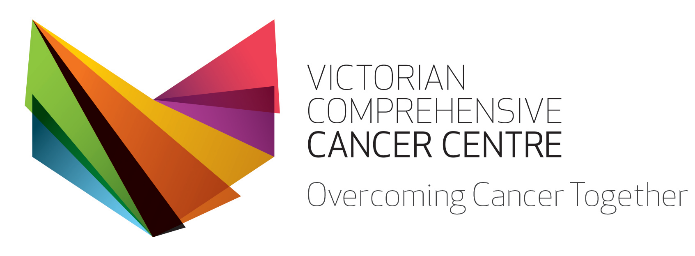 VICTORIAN
COMPREHENSIVE
CANCER CENTRE
Overcoming Cancer Together